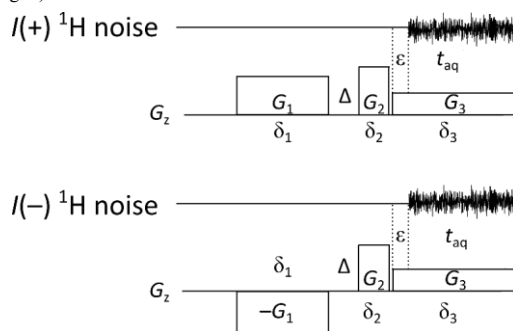 I(+) ¹H noise
ε t_aq
G_z G₁ Δ G₂ G₃
δ₁ δ₂ δ₃
I(–) ¹H noise
ε t_aq
δ₁ Δ G₂ G₃
G_z –G₁ δ₂ δ₃